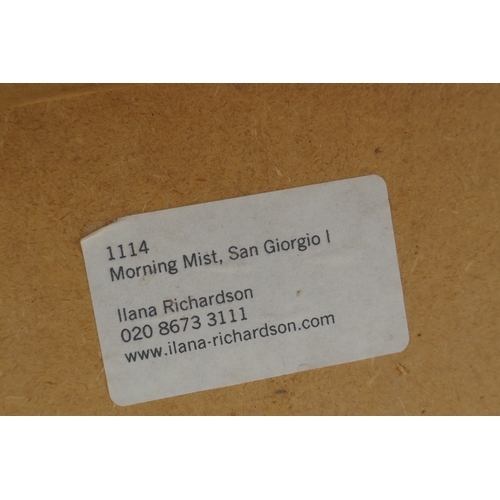 1114
Morning Mist, San Giorgio I
Ilana Richardson
020 8673 3111
www.ilana-richardson.com